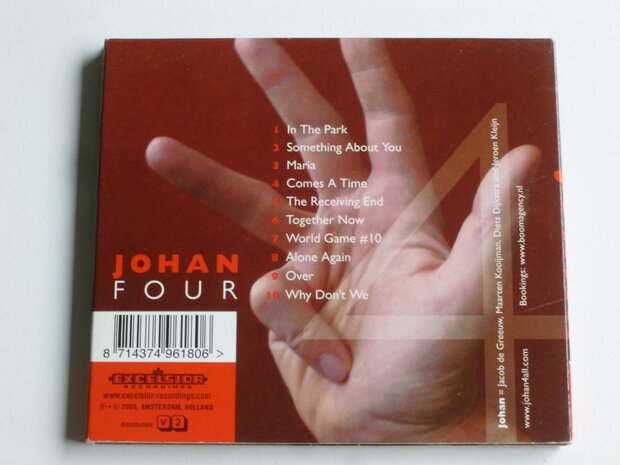 1 In The Park
2 Something About You
3 Maria
4 Comes A Time
5 The Receiving End
6 Together Now
7 World Game #10
8 Alone Again
9 Over
10 Why Don't We
4
JOHAN
FOUR
8 714374 961806 >
EXCELSIOR
RECORDINGS
www.excelsior-recordings.com
℗ + © 2009, AMSTERDAM, HOLLAND
distribution: V2
Johan = Jacob de Greeuw, Maarten Kooijman, Diets Dijkstra and Jeroen Kleijn
www.johan4all.com Bookings: www.boomagency.nl